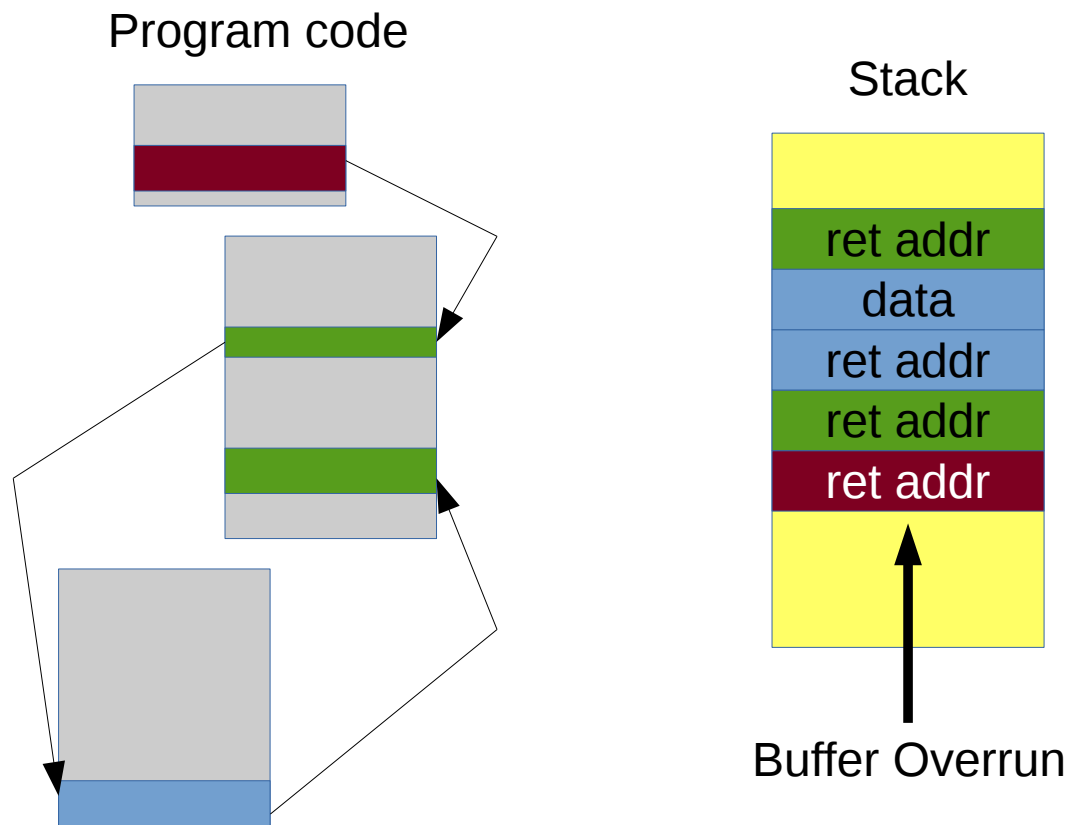 Program code
Stack
ret addr
data
ret addr
ret addr
ret addr
Buffer Overrun